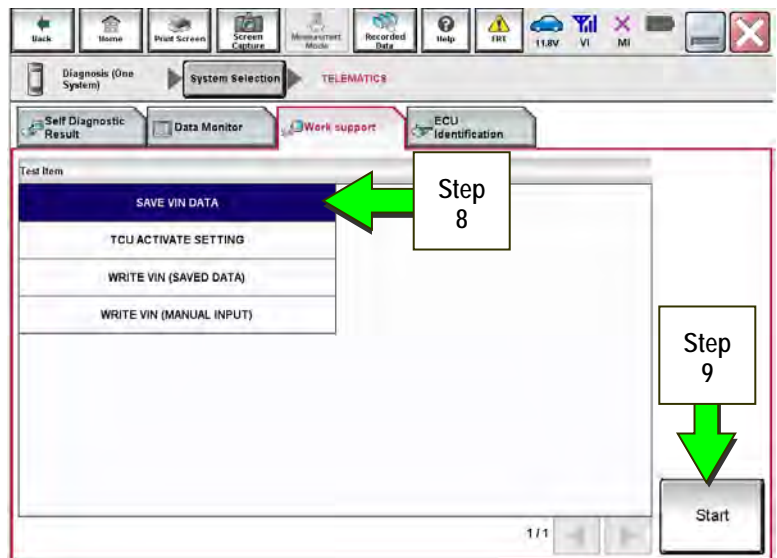 Back
Home
Print Screen
Screen
Capture
Measurement
Mode
Recorded
Data
Help
ERT
11.8V
VI
MI
Diagnosis (One
System)
System Selection
TELEMATICS
Self Diagnostic
Result
Data Monitor
Work support
ECU
Identification
Test Item
SAVE VIN DATA
TCU ACTIVATE SETTING
WRITE VIN (SAVED DATA)
WRITE VIN (MANUAL INPUT)
Step
8
Step
9
Start
1/1